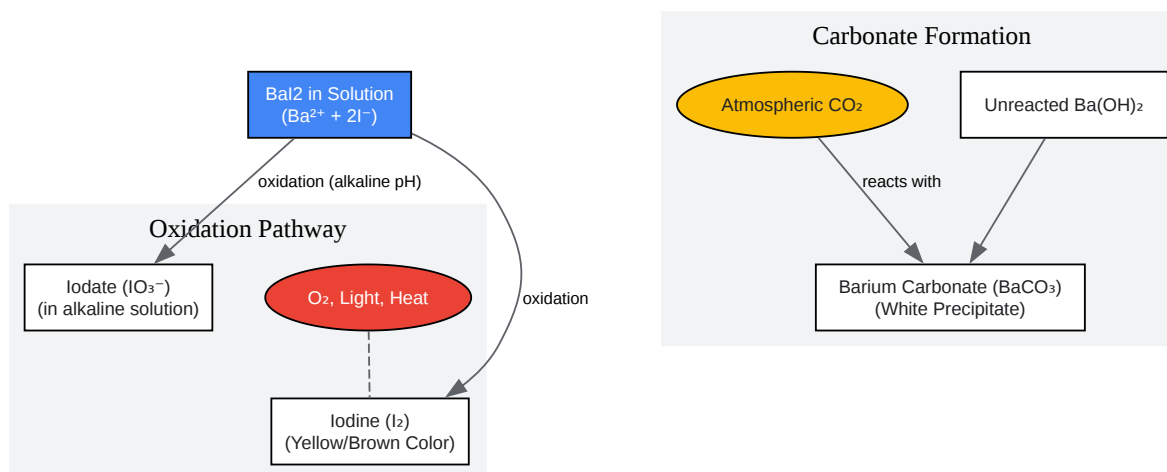 Carbonate Formation
BaI2 in Solution
(Ba²⁺ + 2I⁻)
Atmospheric CO₂
Unreacted Ba(OH)₂
oxidation (alkaline pH)
reacts with
Oxidation Pathway
Iodate (IO₃⁻)
(in alkaline solution)
O₂, Light, Heat
oxidation
Barium Carbonate (BaCO₃)
(White Precipitate)
Iodine (I₂)
(Yellow/Brown Color)